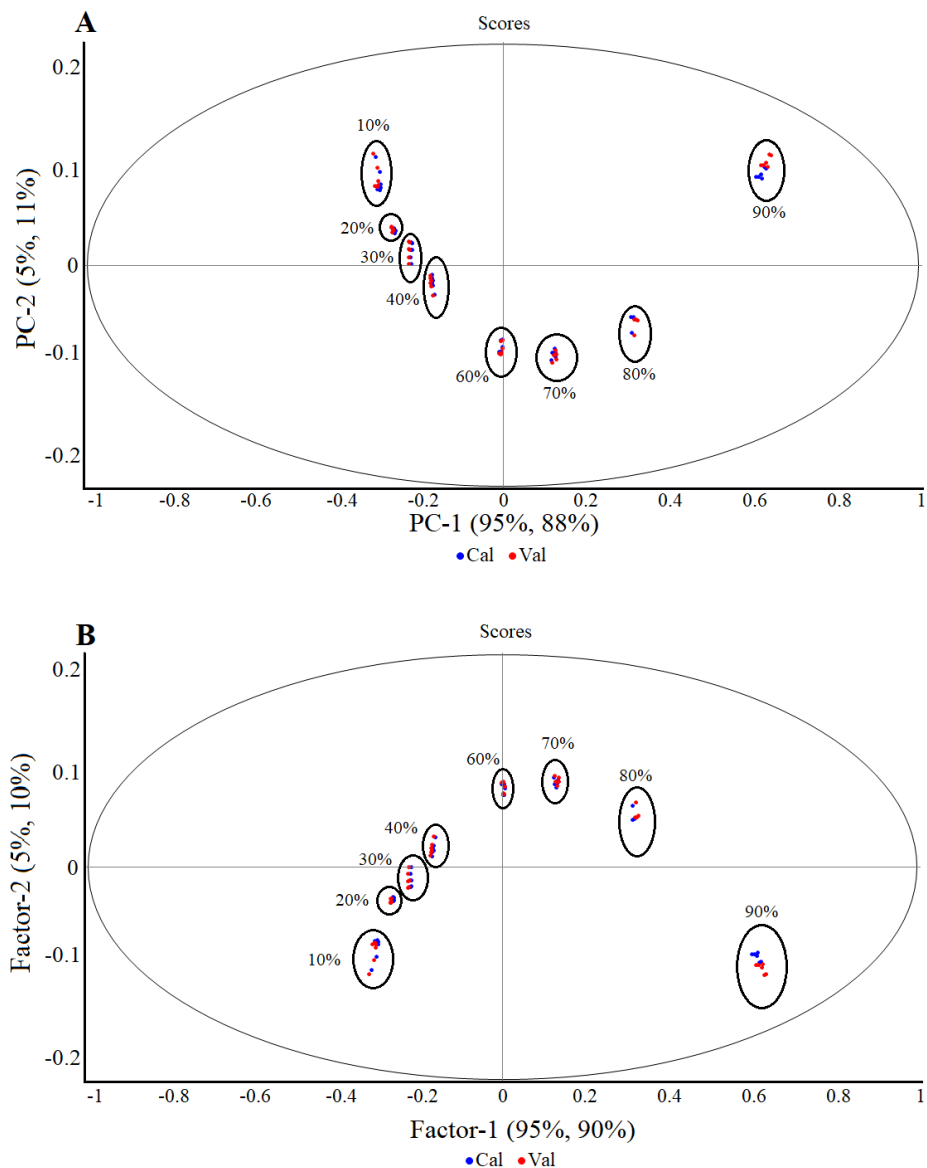 A
Scores
0.2
10%
0.1
90%
20%
30%
0
40%
-0.1
60%
70%
80%
-0.2
PC-2 (5%, 11%)
-1 -0.8 -0.6 -0.4 -0.2 0 0.2 0.4 0.6 0.8 1
PC-1 (95%, 88%)
Cal Val
B
Scores
0.2
70%
60%
0.1
80%
40%
30%
0
20%
90%
10%
-0.1
-0.2
Factor-2 (5%, 10%)
-1 -0.8 -0.6 -0.4 -0.2 0 0.2 0.4 0.6 0.8 1
Factor-1 (95%, 90%)
Cal Val